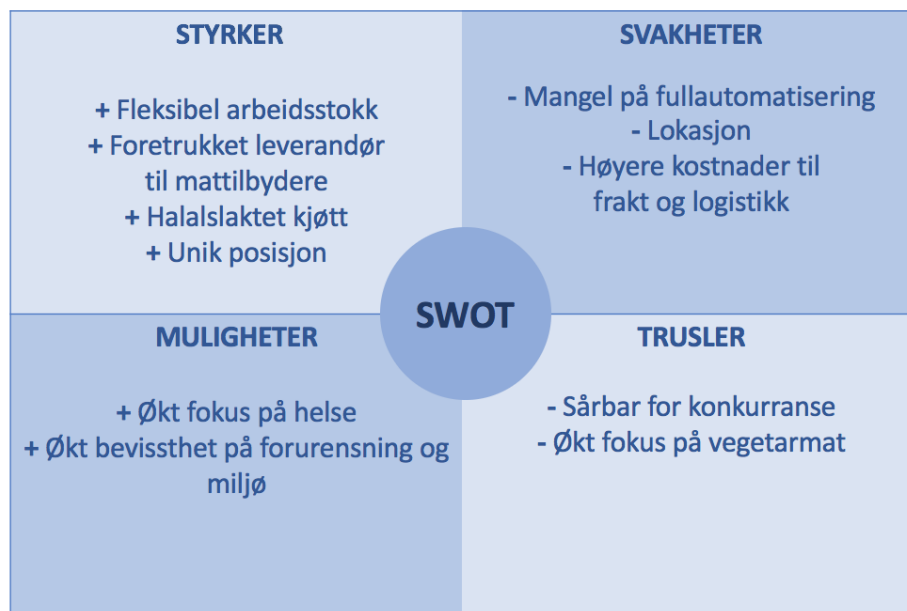 STYRKER
+ Fleksibel arbeidsstokk
+ Foretrukket leverandør
til mattilbydere
+ Halalslaktet kjøtt
+ Unik posisjon
SVAKHETER
- Mangel på fullautomatisering
- Lokasjon
- Høyere kostnader til
frakt og logistikk
SWOT
MULIGHETER
+ Økt fokus på helse
+ Økt bevissthet på forurensning og
miljø
TRUSLER
- Sårbar for konkurranse
- Økt fokus på vegetarmat